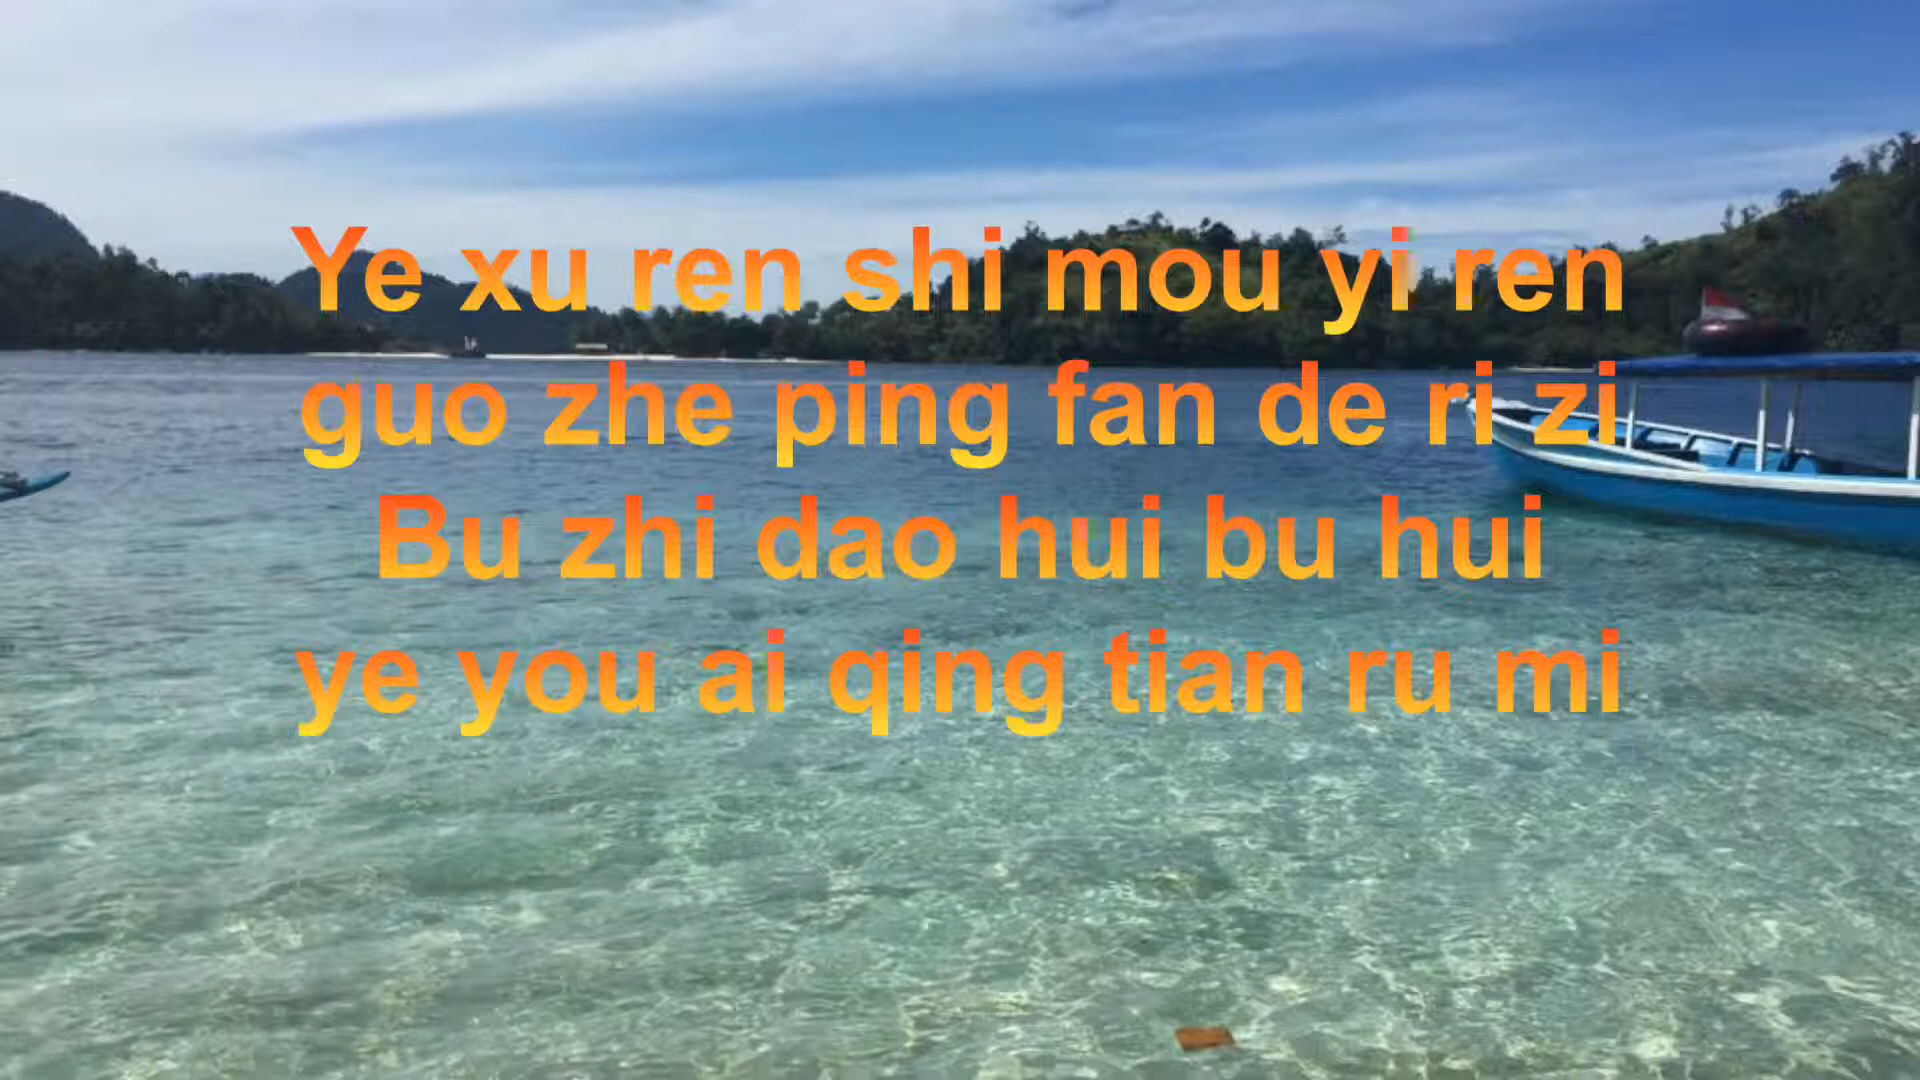 Ye xu ren shi mou yi ren
guo zhe ping fan de ri zi
Bu zhi dao hui bu hui
ye you ai qing tian ru mi